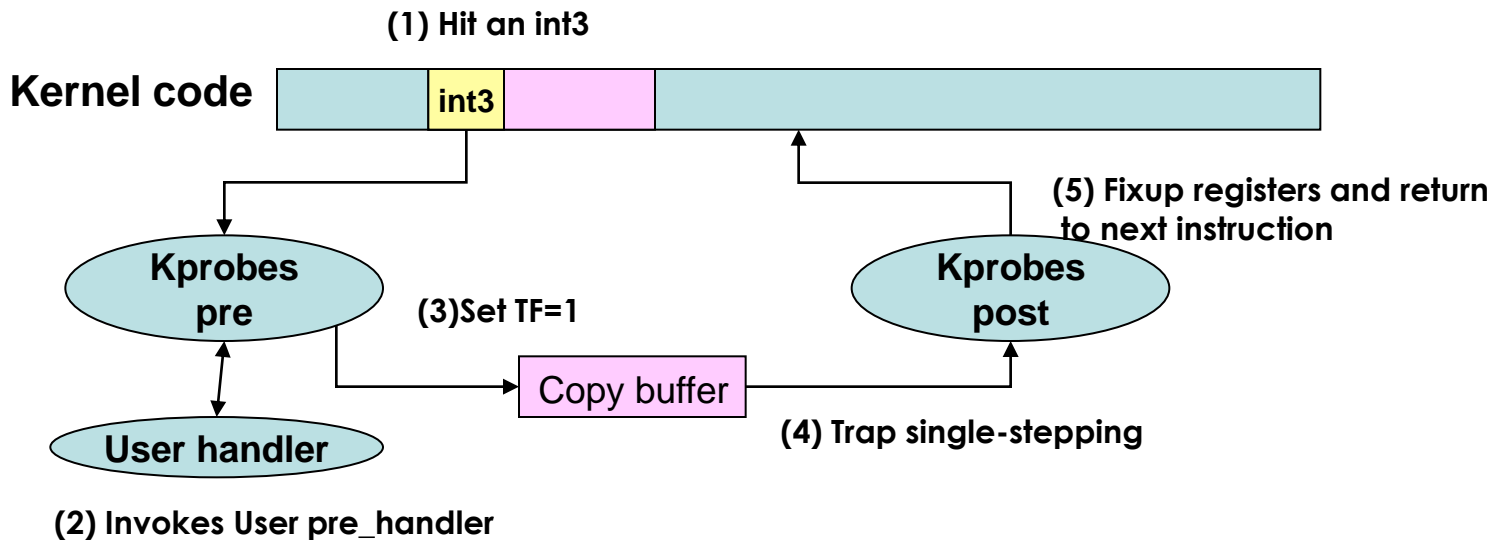 (1) Hit an int3
Kernel code
int3
(5) Fixup registers and return
to next instruction
Kprobes
pre
Kprobes
post
(3)Set TF=1
Copy buffer
(4) Trap single-stepping
User handler
(2) Invokes User pre_handler